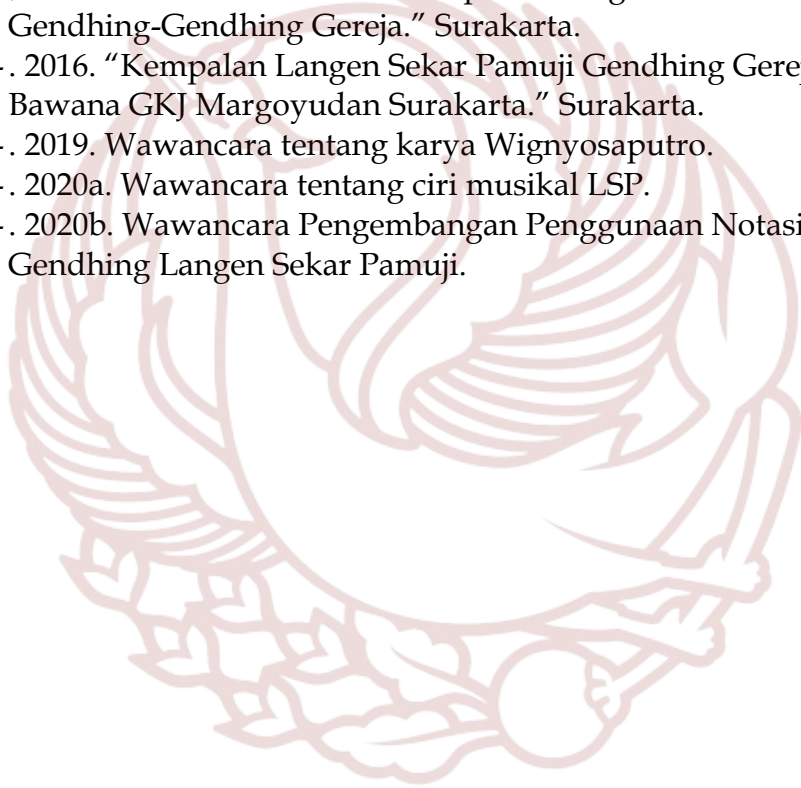 Gendhing-Gendhing Gereja.” Surakarta.
. 2016. “Kempalan Langen Sekar Pamuji Gendhing
Bawana GKJ Margoyudan Surakarta.” Surakarta.
. 2019. Wawancara tentang karya Wignyosaputro.
. 2020a. Wawancara tentang ciri musikal LSP.
. 2020b. Wawancara Pengembangan Penggunaan Notasi
Gendhing Langen Sekar Pamuji.